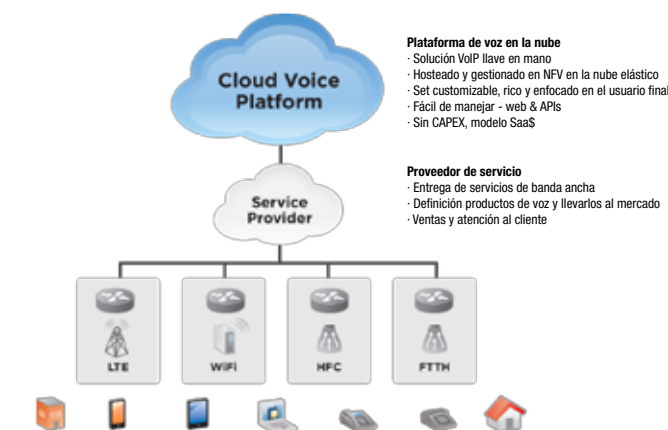 Cloud Voice
Platform
Plataforma de voz en la nube
· Solución VoIP llave en mano
· Hosteado y gestionado en NFV en la nube elástico
· Set customizable, rico y enfocado en el usuario final
· Fácil de manejar - web & APIs
· Sin CAPEX, modelo Saa$
Service
Provider
Proveedor de servicio
· Entrega de servicios de banda ancha
· Definición productos de voz y llevarlos al mercado
· Ventas y atención al cliente
LTE
WiFi
HFC
FTTH